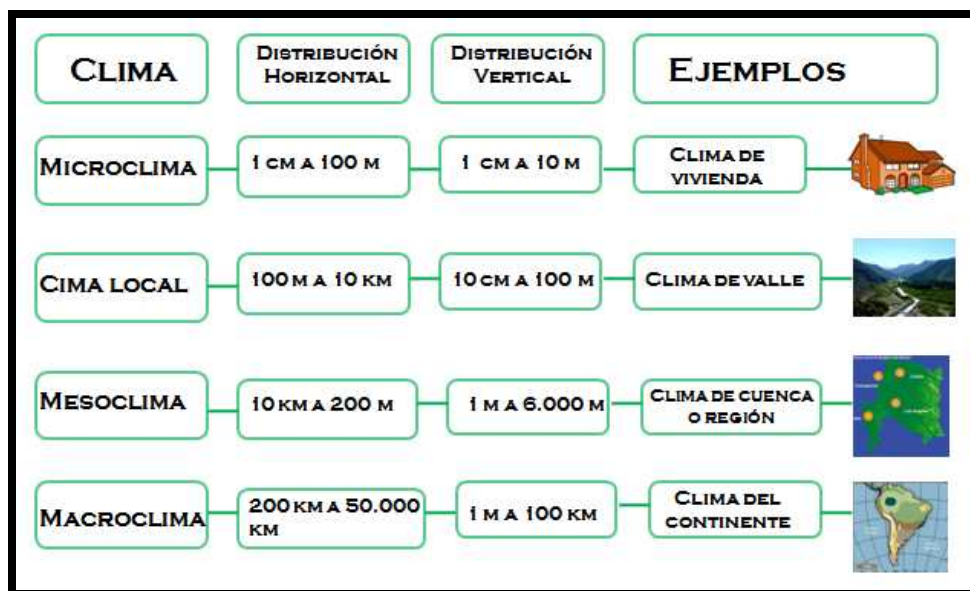 CLIMA
DISTRIBUCIÓN
HORIZONTAL
DISTRIBUCIÓN
VERTICAL
EJEMPLOS
MICROCLIMA
1 CM A 100 M
1 CM A 10 M
CLIMA DE
VIVIENDA
CIMA LOCAL
100 M A 10 KM
10 CM A 100 M
CLIMA DE VALLE
MESOCLIMA
10 KM A 200 M
1 M A 6.000 M
CLIMA DE CUENCA
O REGIÓN
MACROCLIMA
200 KM A 50.000
KM
1 M A 100 KM
CLIMA DEL
CONTINENTE